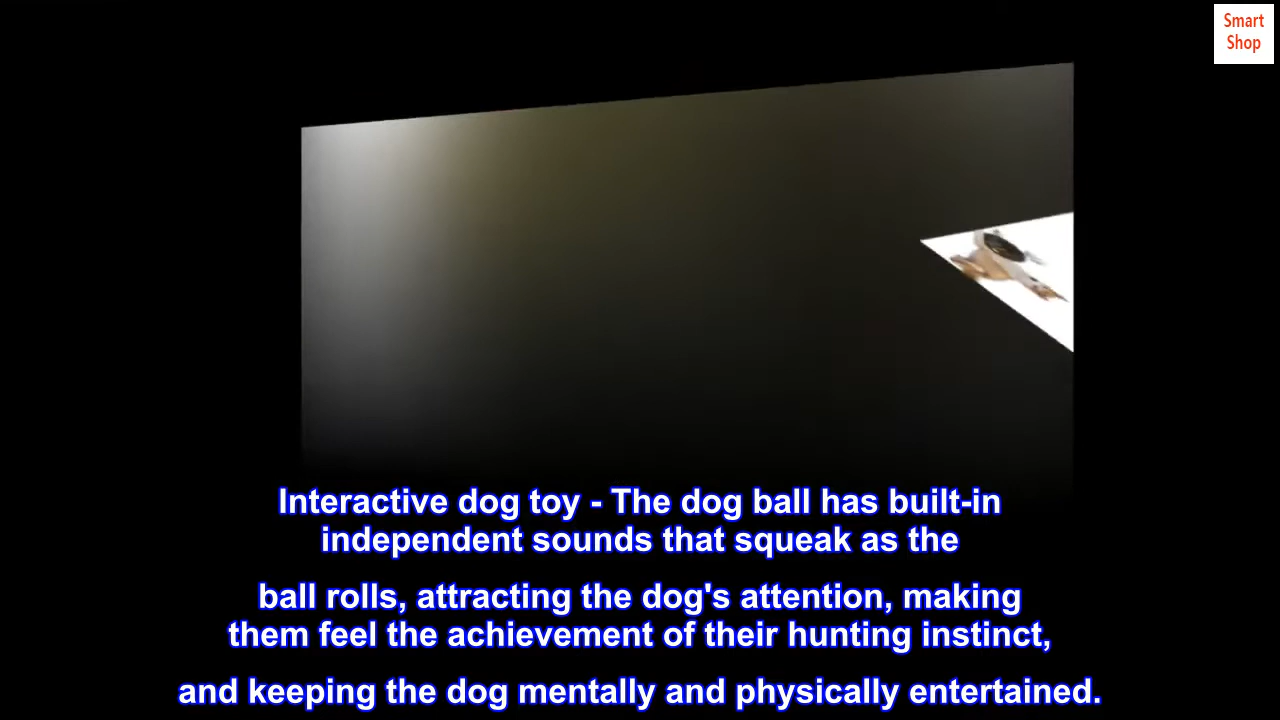 Smart
Shop
Interactive dog toy - The dog ball has built-in
independent sounds that squeak as the
ball rolls, attracting the dog's attention, making
them feel the achievement of their hunting instinct,
and keeping the dog mentally and physically entertained.